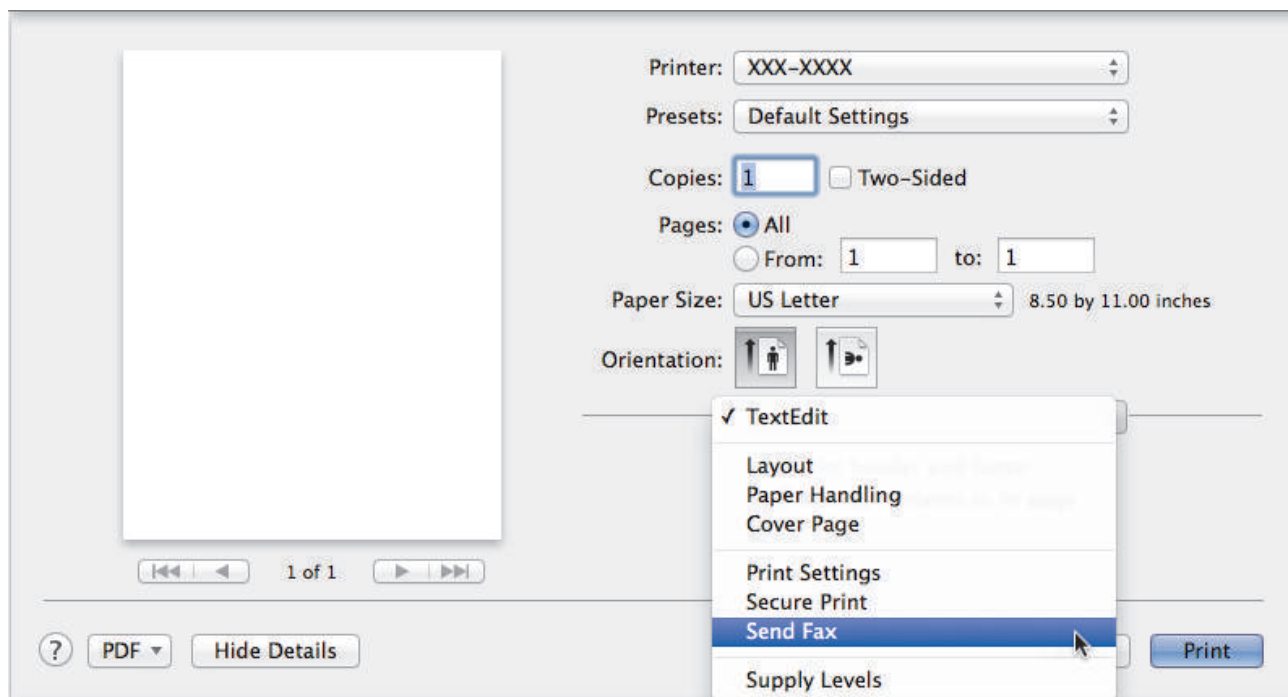 Printer: XXX-XXXX
Presets: Default Settings
Copies: 1 Two-Sided
Pages: All
From: 1 to: 1
Paper Size: US Letter 8.50 by 11.00 inches
Orientation:
✓ TextEdit
Layout
Paper Handling
Cover Page
1 of 1
Print Settings
Secure Print
Send Fax
? PDF Hide Details Print
Supply Levels